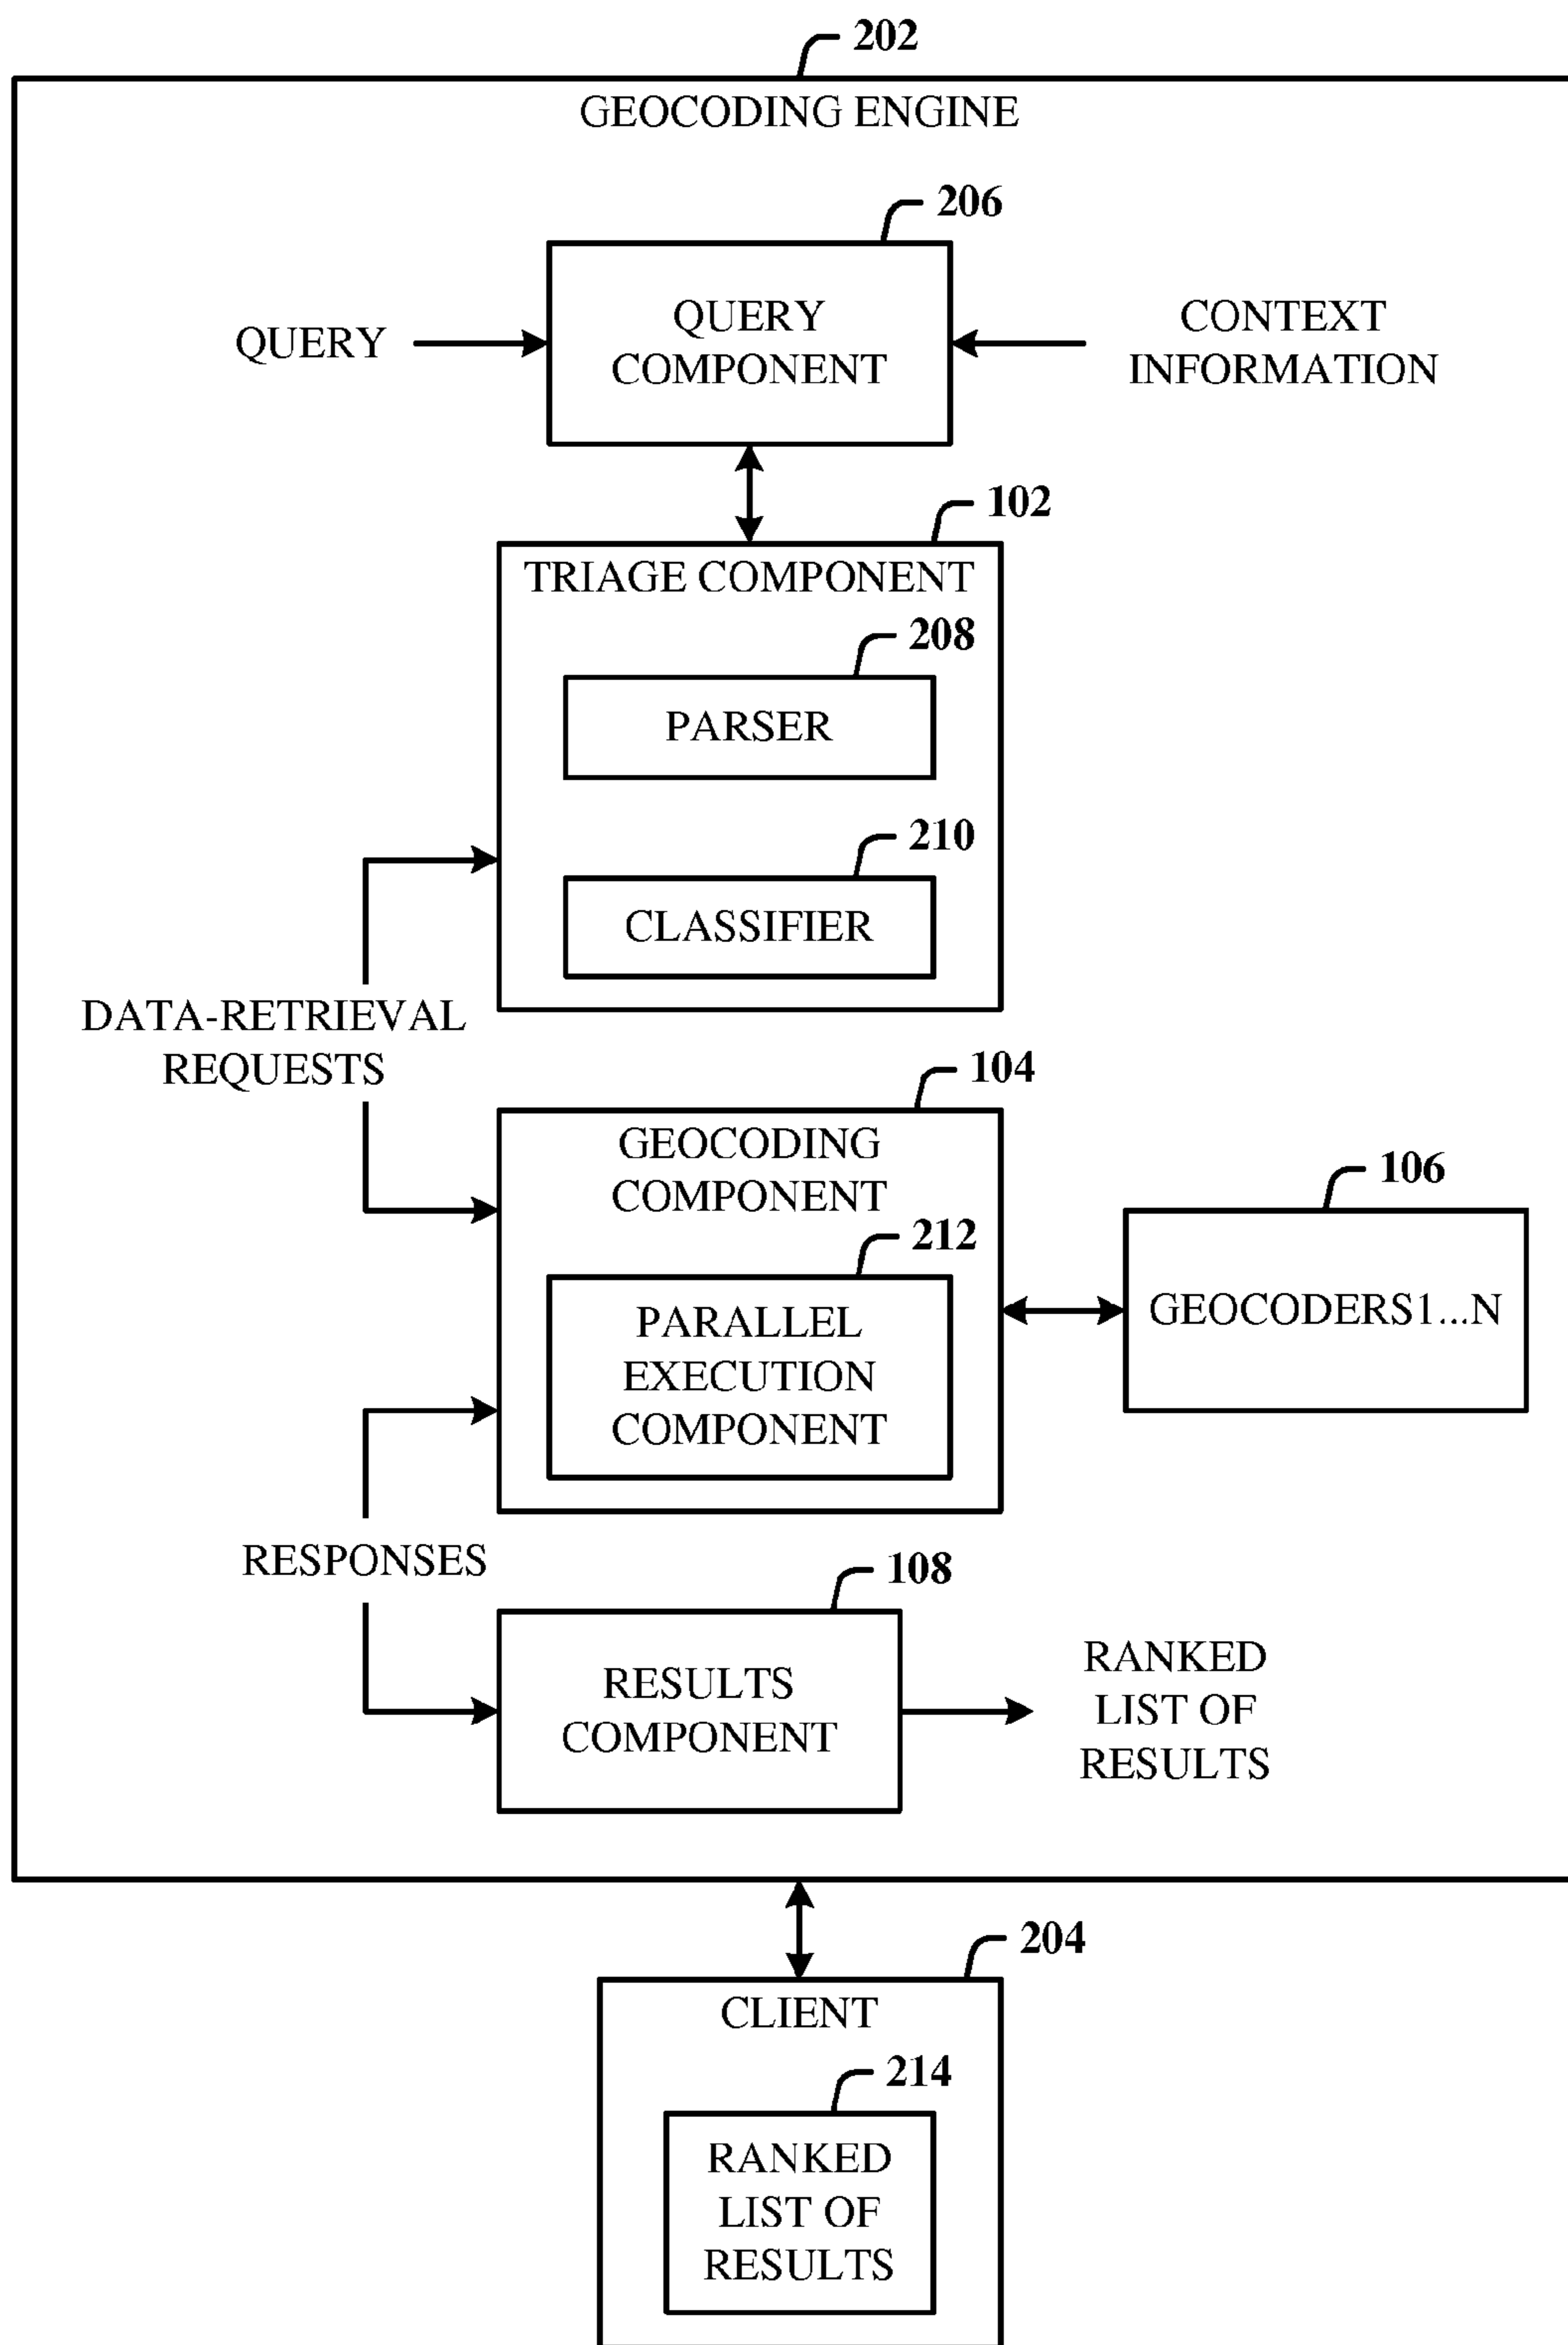 202
GEOCODING ENGINE
206
QUERY
QUERY
COMPONENT
CONTEXT
INFORMATION
102
TRIAGE COMPONENT
208
PARSER
210
CLASSIFIER
DATA-RETRIEVAL
REQUESTS
104
GEOCODING
COMPONENT
106
GEOCODERS1...N
212
PARALLEL
EXECUTION
COMPONENT
RESPONSES
108
RESULTS
COMPONENT
RANKED
LIST OF
RESULTS
204
CLIENT
214
RANKED
LIST OF
RESULTS